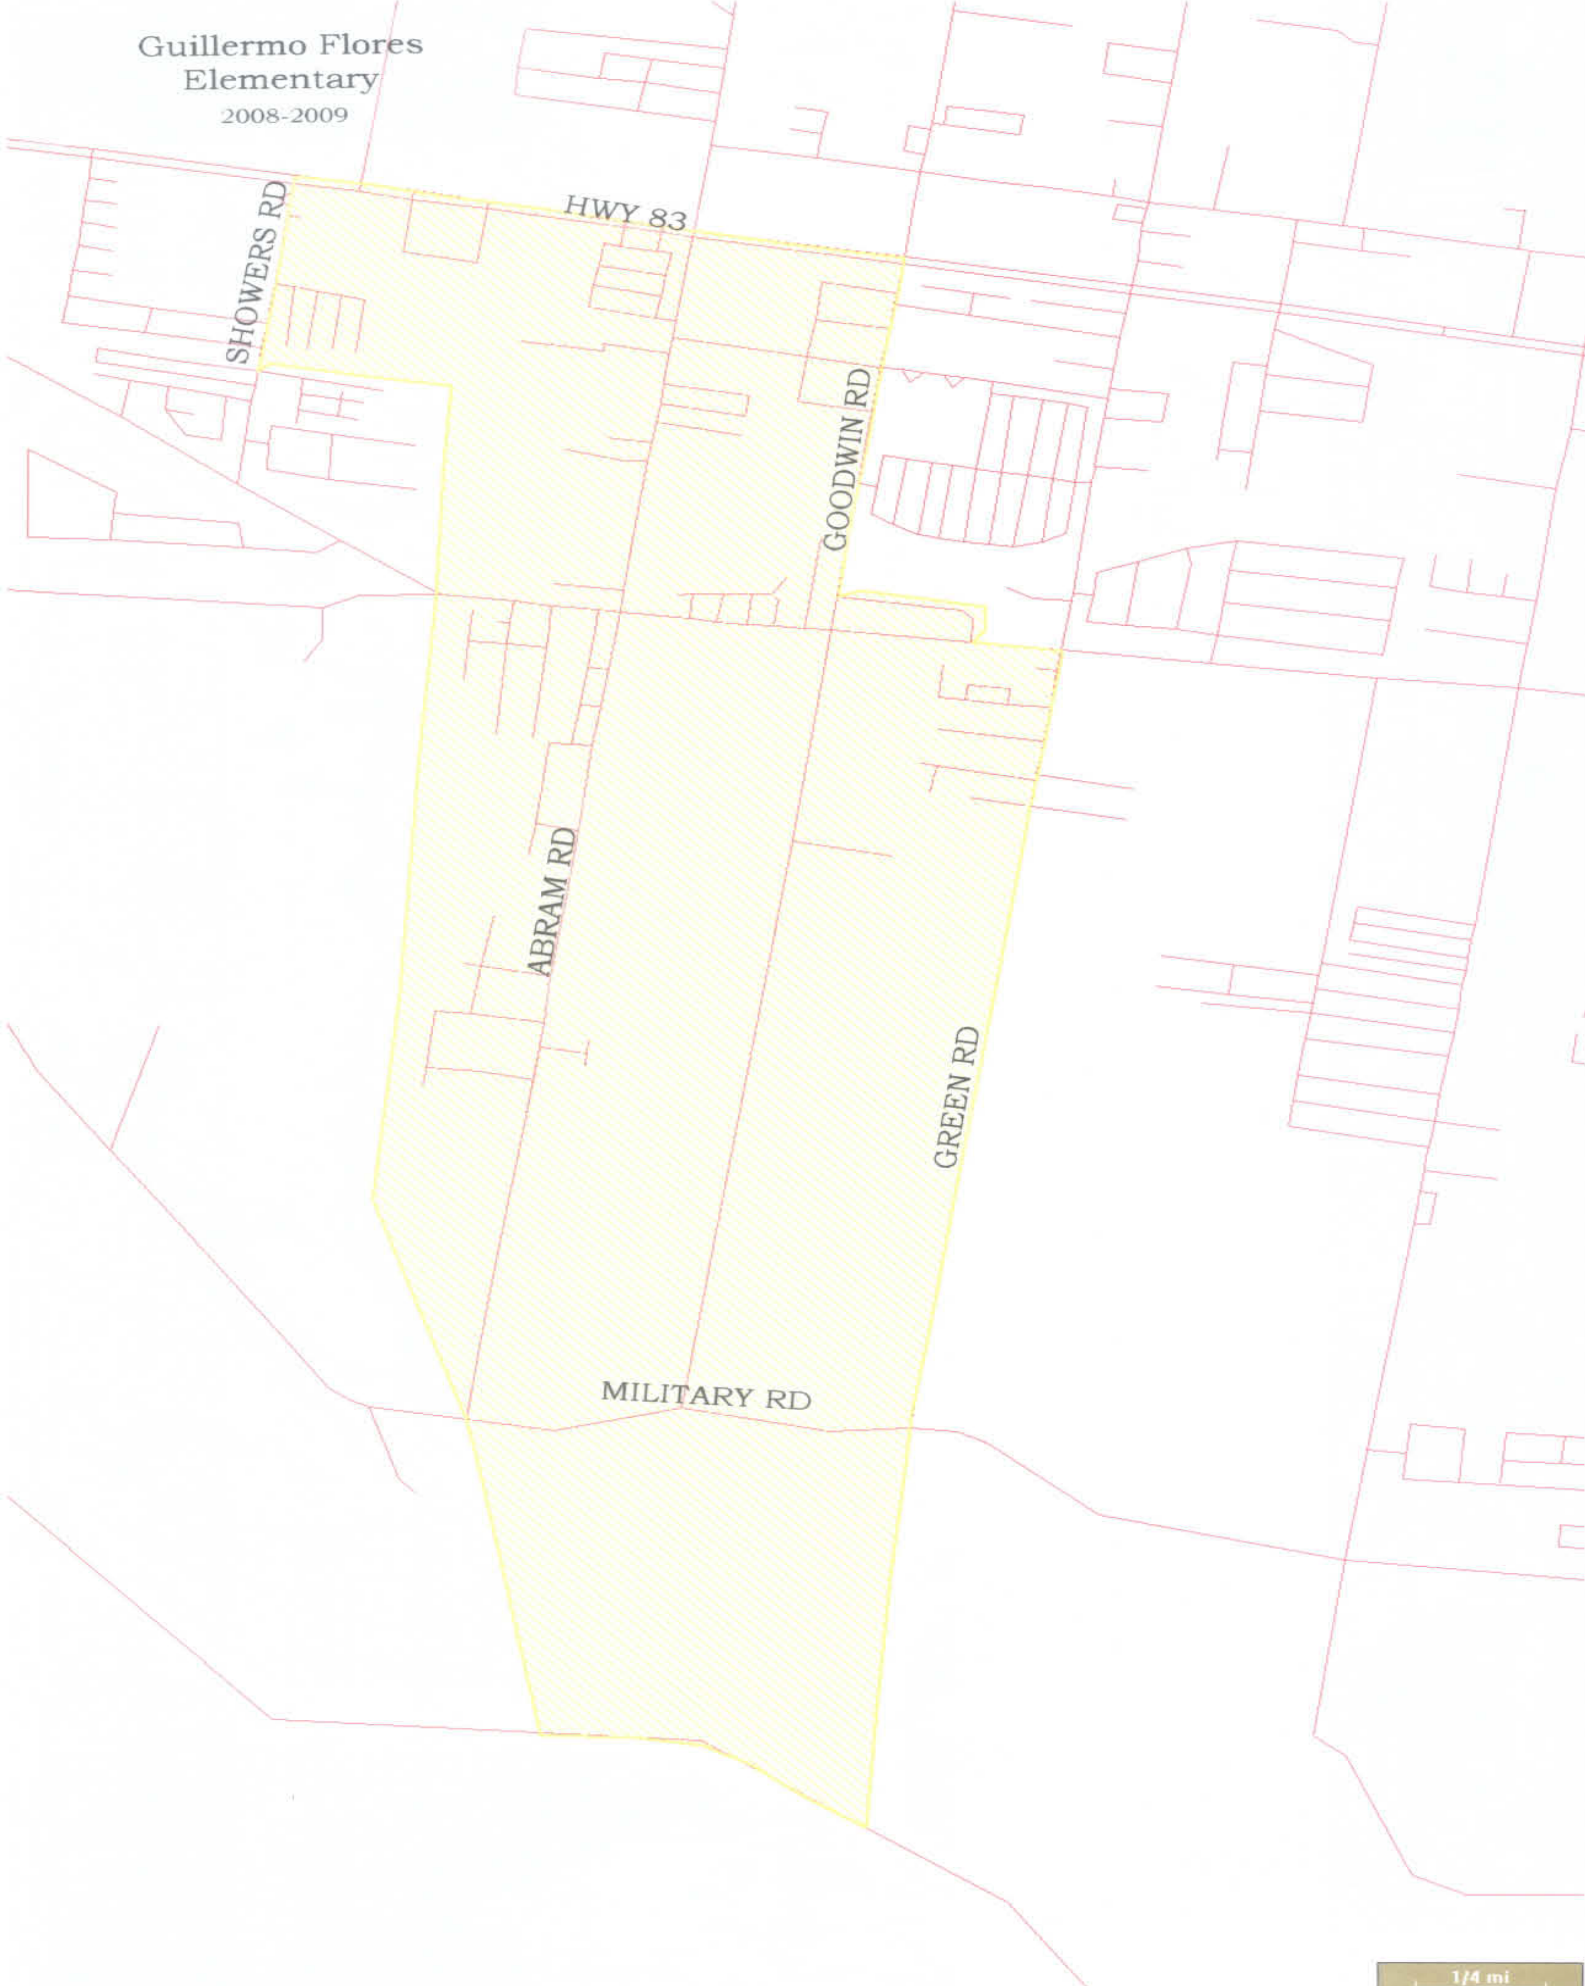 Guillermo Flores
Elementary
2008-2009
HWY 83
SHOWERS RD
GOODWIN RD
ABRAM RD
GREEN RD
MILITARY RD
1/4 mi